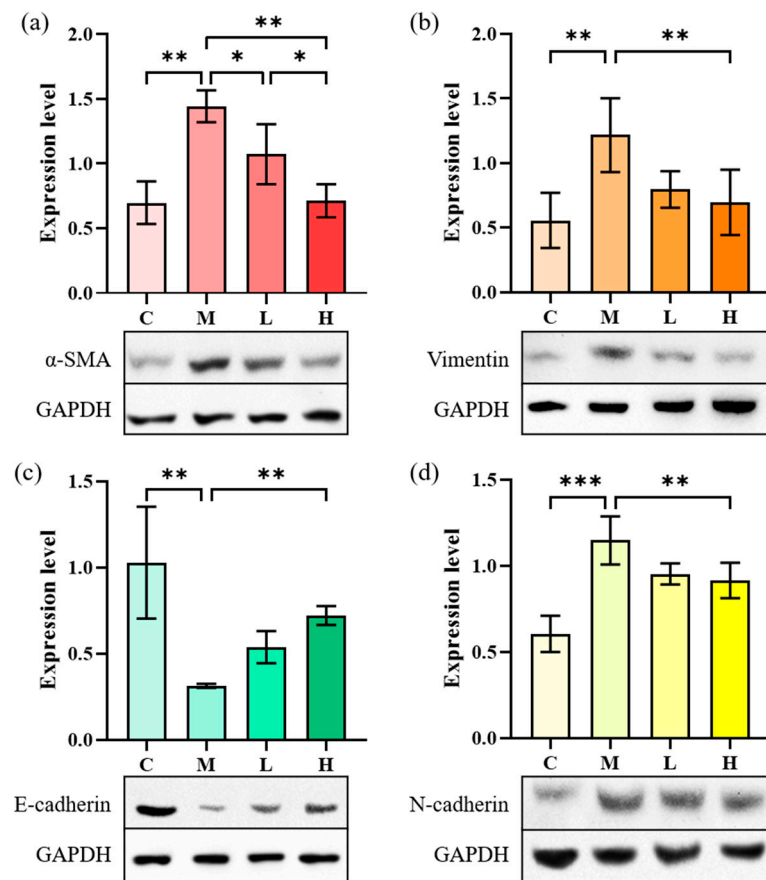 (a)
Expression level
2.0
1.5
1.0
0.5
0.0
**
** * *
C M L H
α-SMA
GAPDH
(b)
Expression level
2.0
1.5
1.0
0.5
0.0
** **
C M L H
Vimentin
GAPDH
(c)
Expression level
1.5
1.0
0.5
0.0
** **
C M L H
E-cadherin
GAPDH
(d)
Expression level
1.5
1.0
0.5
0.0
*** **
C M L H
N-cadherin
GAPDH